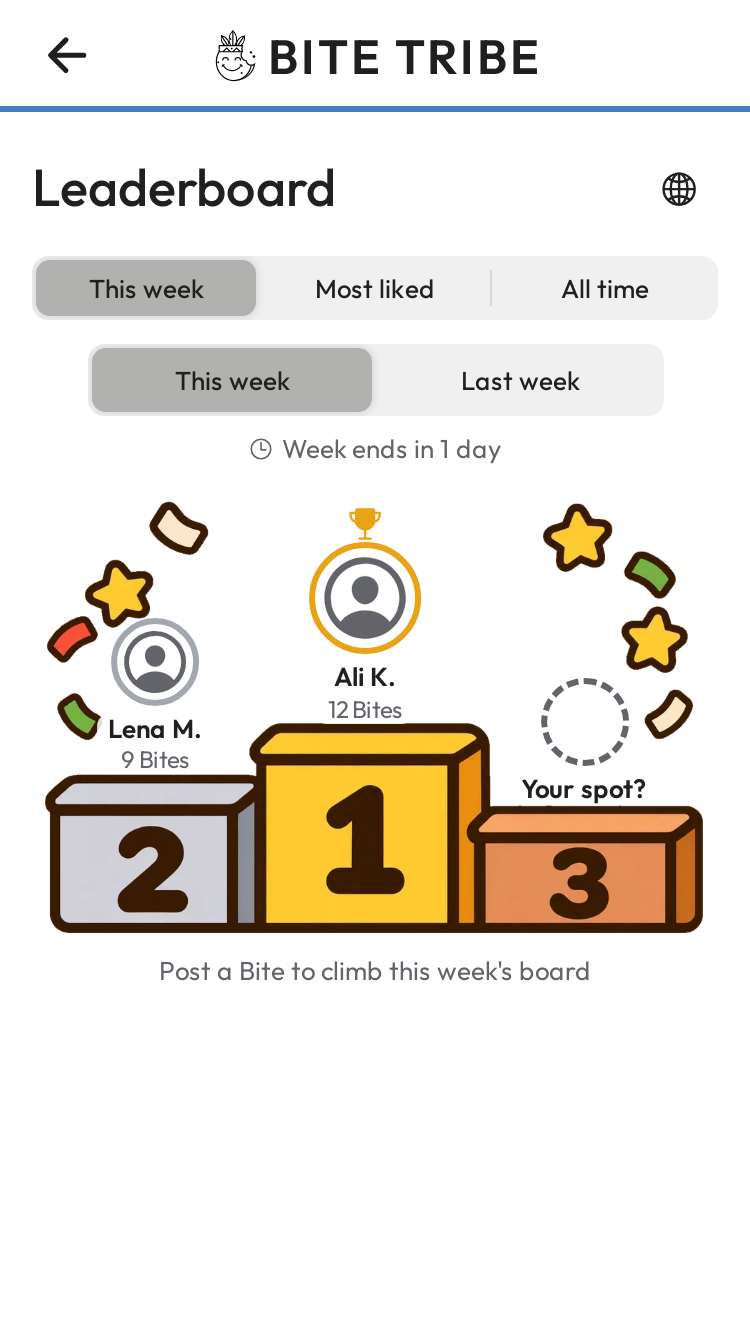 BITE TRIBE
Leaderboard
This week
Most liked
All time
This week
Last week
Week ends in 1 day
Ali K.
12 Bites
Lena M.
9 Bites
Your spot?
1
2
3
Post a Bite to climb this week's board